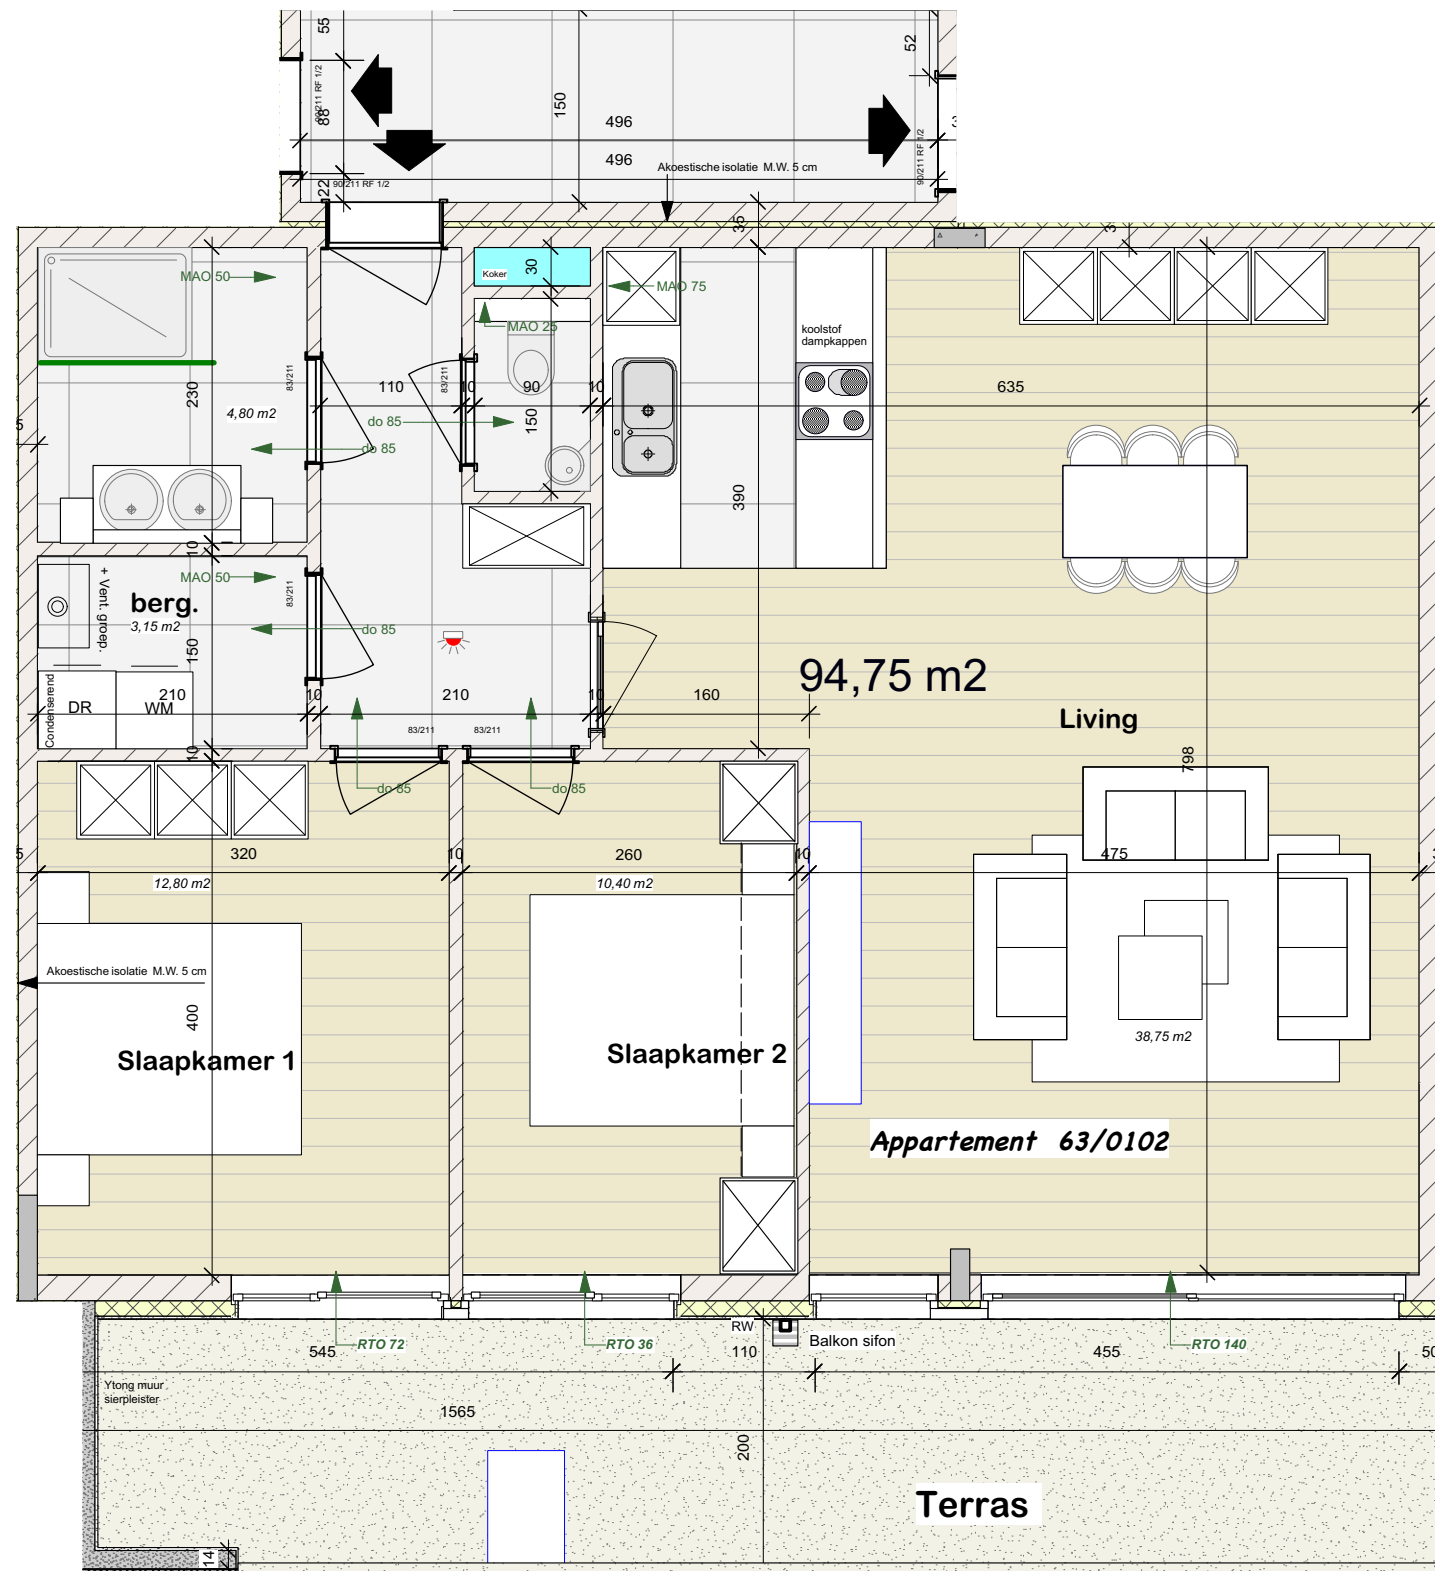 55
52
90/211 RF 1/2
88
150
496
496
Akoestische isolatie M.W. 5 cm
90/211 RF 1/2
22
90/211 RF 1/2
35
MAO 50
Koker
30
MAO 75
MAO 25
koolstof
dampkappen
83/211
83/211
230
110
10
90
10
635
4,80 m2
do 85
150
5
do 85
390
10
MAO 50
+ Vent. groep.
83/211
berg.
3,15 m2
do 85
150
94,75 m2
210
10
210
10
160
Condenserend
DR
WM
Living
83/211
83/211
10
798
do 85
do 85
5
320
10
260
10
475
12,80 m2
10,40 m2
Akoestische isolatie M.W. 5 cm
400
38,75 m2
Slaapkamer 1
Slaapkamer 2
Appartement 63/0102
RW
Balkon sifon
545
RTO 72
RTO 36
110
455
RTO 140
50
Ytong muur
sierpleister
1565
200
Terras
14